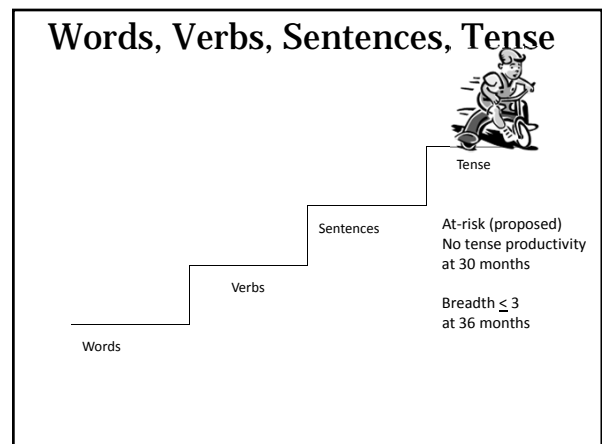 Words, Verbs, Sentences, Tense
Tense
Sentences
At-risk (proposed)
No tense productivity
at 30 months
Verbs
Breadth ≤ 3
at 36 months
Words